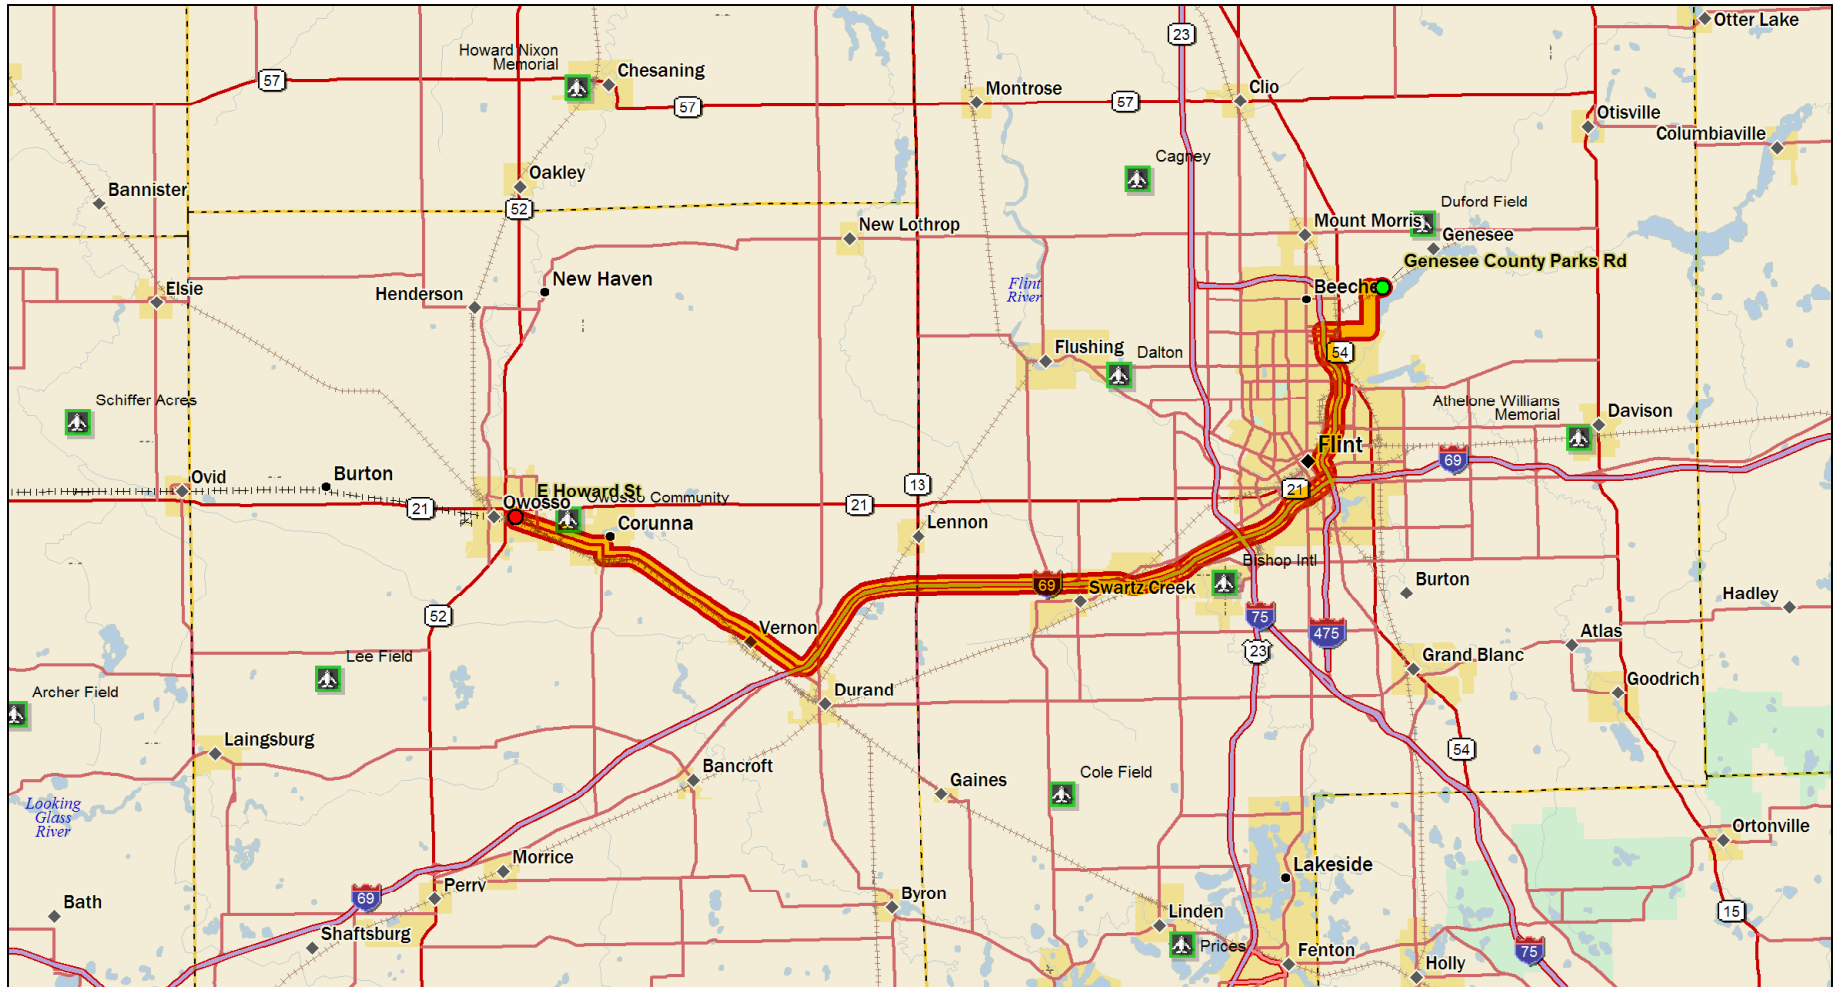 Otter Lake
23
Howard Nixon
Memorial
Chesaning
57
57
Montrose
57
Clio
Otisville
Columbiaville
Cagney
Oakley
Bannister
52
Duford Field
Mount Morris
New Lothrop
Genesee
Genesee County Parks Rd
Flint
River
New Haven
Elsie
Henderson
Beeche
Flushing
Dalton
54
Schiffer Acres
Athelone Williams
Memorial
Davison
Flint
69
Ovid
Burton
21
E Howard St
Owosso
Owosso Community
21
13
21
Corunna
Lennon
Bishop Intl
69
Swartz Creek
Burton
Hadley
52
Vernon
75
475
23
Atlas
Lee Field
Grand Blanc
Archer Field
Durand
Goodrich
Laingsburg
54
Bancroft
Gaines
Cole Field
Looking
Glass
River
Ortonville
Morrice
Lakeside
Perry
69
Byron
Bath
Linden
15
Shaftsburg
Prices
Fenton
75
Holly